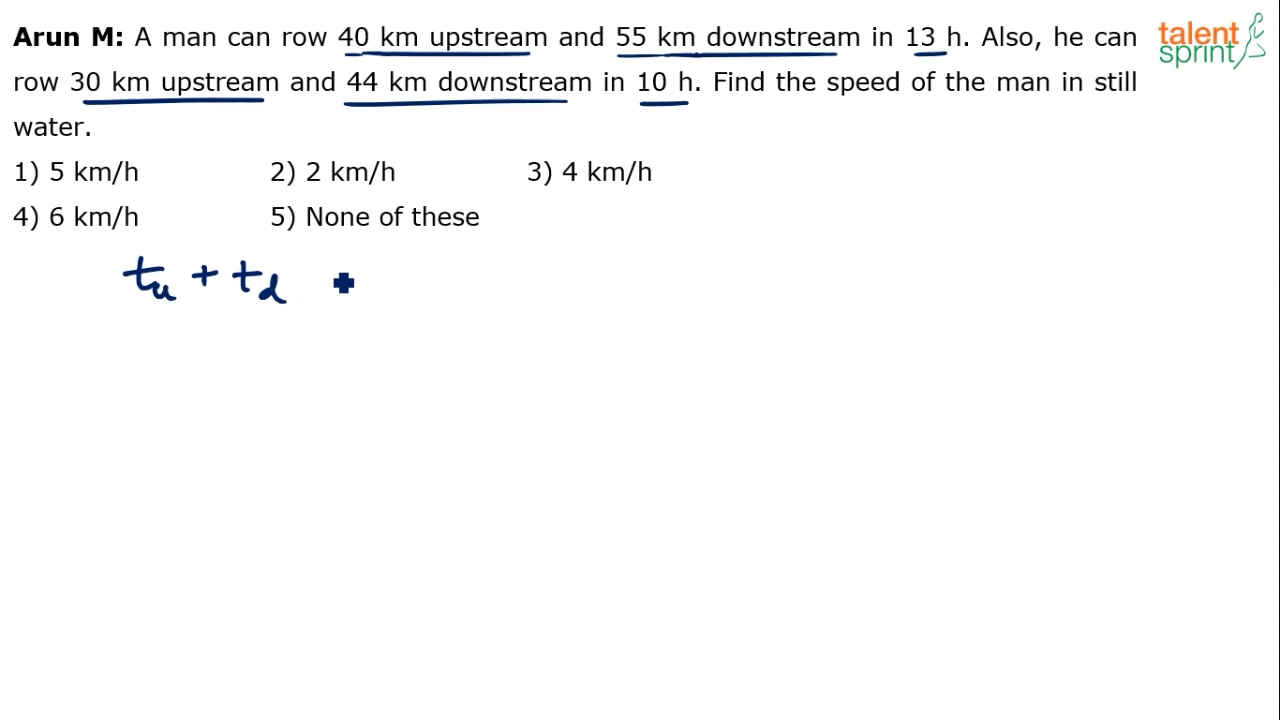 Arun M: A man can row 40 km upstream and 55 km downstream in 13 h. Also, he can
row 30 km upstream and 44 km downstream in 10 h. Find the speed of the man in still
water.
1) 5 km/h 2) 2 km/h 3) 4 km/h
4) 6 km/h 5) None of these
tu + td
talent
sprint